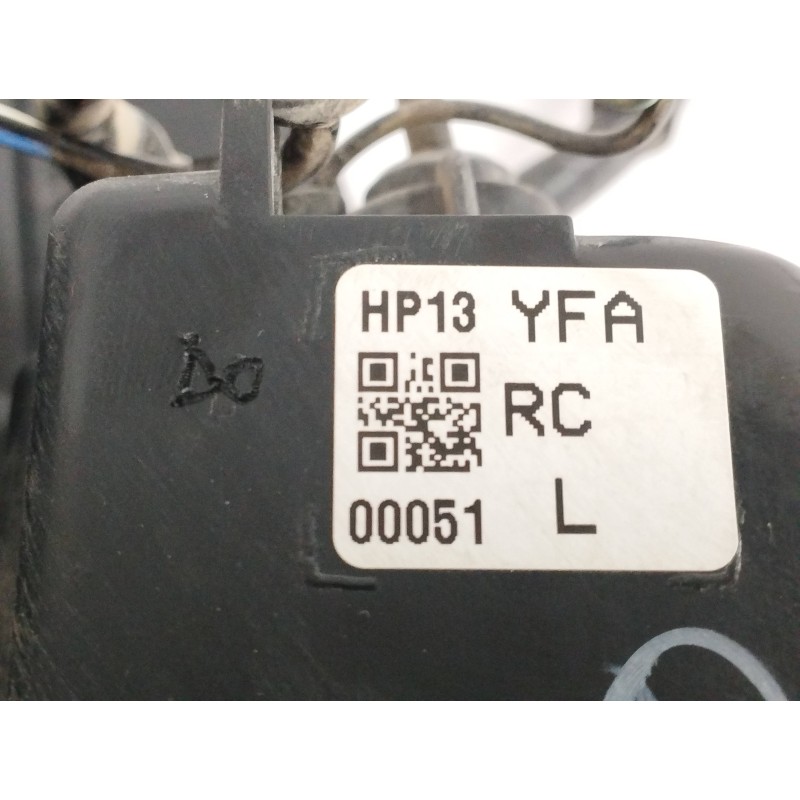 HP13 YFA
RC
00051 L